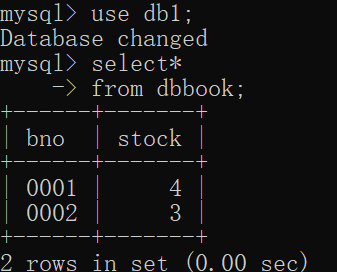 mysql> use db1;
Database changed
mysql> select*
    -> from dbbook;
+------+-------+
| bno  | stock |
+------+-------+
| 0001 |     4 |
| 0002 |     3 |
+------+-------+
2 rows in set (0.00 sec)